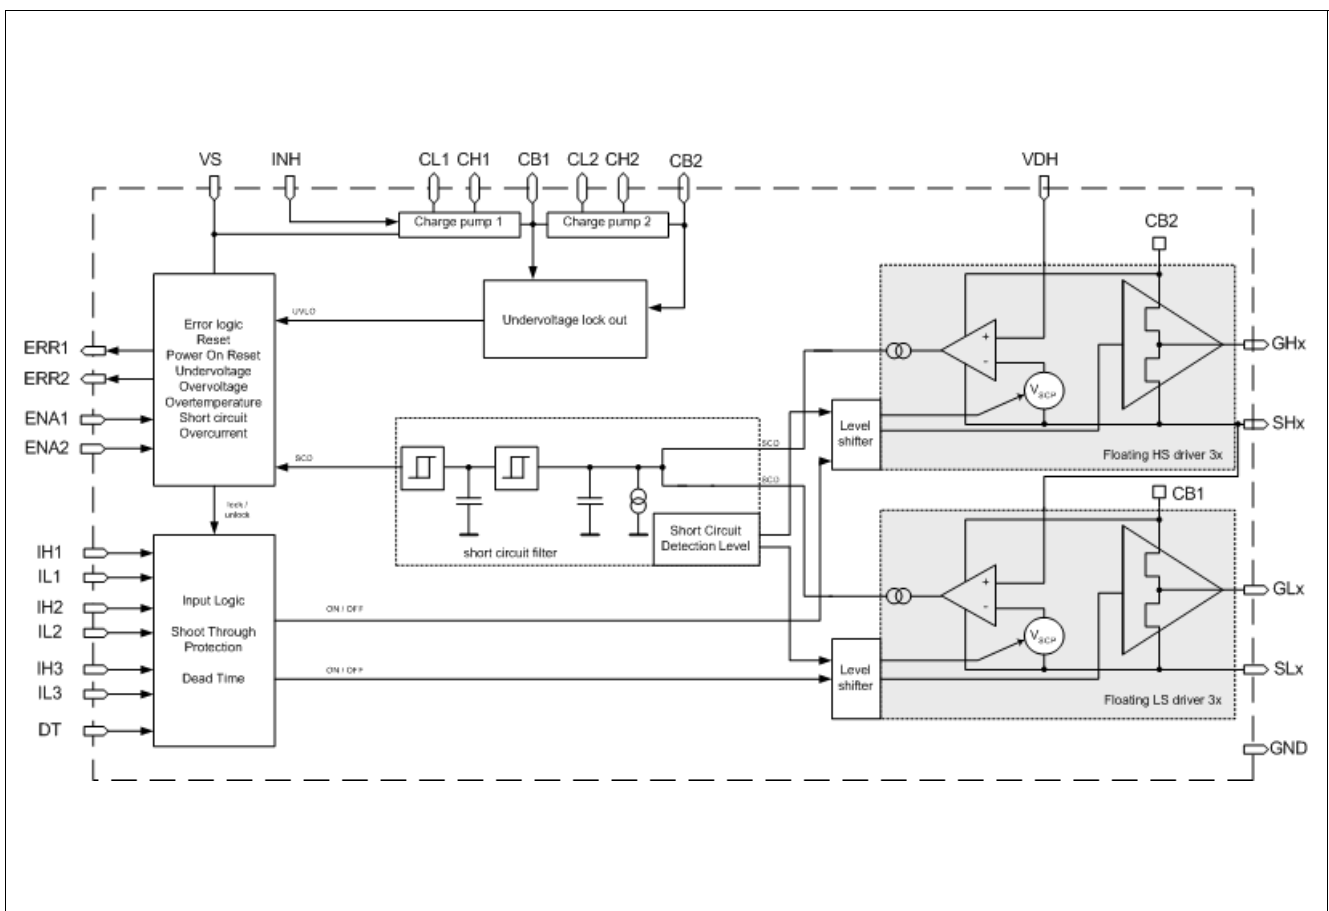 VS INH CL1 CH1 CB1 CL2 CH2 CB2 VDH
Charge pump 1 Charge pump 2
CB2
UVLO
Undervoltage lock out
Error logic
Reset
Power On Reset
Undervoltage
Overvoltage
Overtemperature
Short circuit
Overcurrent
ERR1
ERR2
ENA1
ENA2
+
-
VSCP
GHx
SHx
Level
shifter
Floating HS driver 3x
SCO
SCO
SCO
short circuit filter
Short Circuit
Detection Level
lock /
unlock
CB1
IH1
IL1
IH2
IL2
IH3
IL3
DT
Input Logic
Shoot Through
Protection
Dead Time
ON / OFF
ON / OFF
+
-
VSCP
GLx
SLx
Level
shifter
Floating LS driver 3x
GND